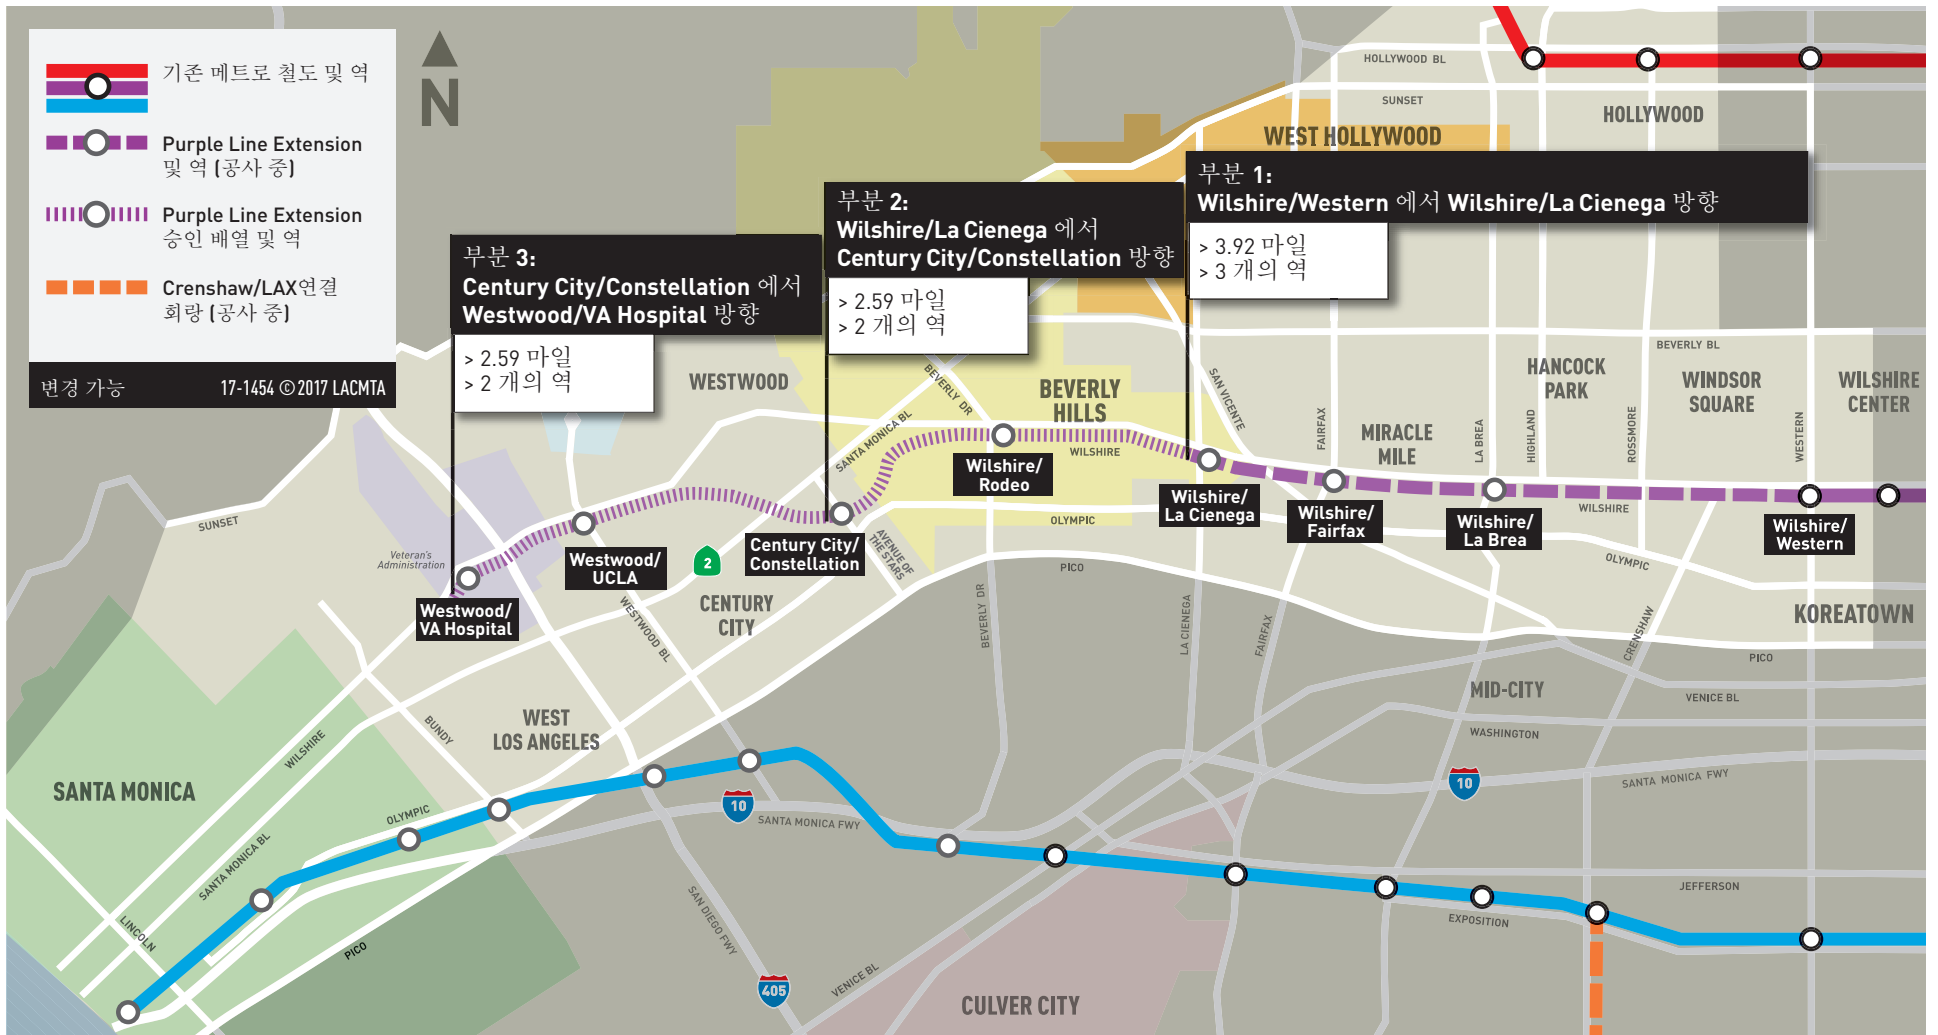 기존 메트로 철도 및 역
Purple Line Extension
및 역 (공사 중)
Purple Line Extension
승인 배열 및 역
Crenshaw/LAX연결
회랑 (공사 중)
변경 가능
17-1454 ©2017 LACMTA
N
부분 3:
Century City/Constellation 에서
Westwood/VA Hospital 방향
> 2.59 마일
> 2 개의 역
부분 2:
Wilshire/La Cienega 에서
Century City/Constellation 방향
> 2.59 마일
> 2 개의 역
부분 1:
Wilshire/Western 에서 Wilshire/La Cienega 방향
> 3.92 마일
> 3 개의 역
HOLLYWOOD BL
SUNSET
HOLLYWOOD
WEST HOLLYWOOD
BEVERLY BL
WESTWOOD
BEVERLY DR
BEVERLY
HILLS
SAN VICENTE
FAIRFAX
MIRACLE
MILE
LA BREA
HIGHLAND
HANCOCK
PARK
ROSSMORE
WINDSOR
SQUARE
WESTERN
WILSHIRE
CENTER
SANTA MONICA BL
WILSHIRE
WILSHIRE
Wilshire/
Rodeo
Wilshire/
La Cienega
Wilshire/
Fairfax
Wilshire/
La Brea
Wilshire/
Western
SUNSET
Veteran's
Administration
Westwood/
VA Hospital
Westwood/
UCLA
2
Century City/
Constellation
AVENUE OF
THE STARS
OLYMPIC
OLYMPIC
PICO
CENTURY
CITY
WESTWOOD BL
BEVERLY DR
LA CIENEGA
FAIRFAX
CRENSHAW
KOREATOWN
PICO
MID-CITY
VENICE BL
WASHINGTON
SANTA MONICA FWY
10
WEST
LOS ANGELES
BUNDY
WILSHIRE
SANTA MONICA
OLYMPIC
SANTA MONICA BL
LINCOLN
PICO
10
SANTA MONICA FWY
SAN DIEGO FWY
405
VENICE BL
CULVER CITY
EXPOSITION
JEFFERSON